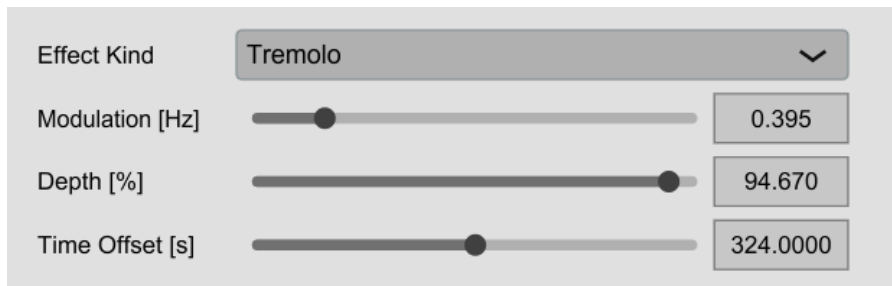 Effect Kind Tremolo
Modulation [Hz] 0.395
Depth [%] 94.670
Time Offset [s] 324.0000